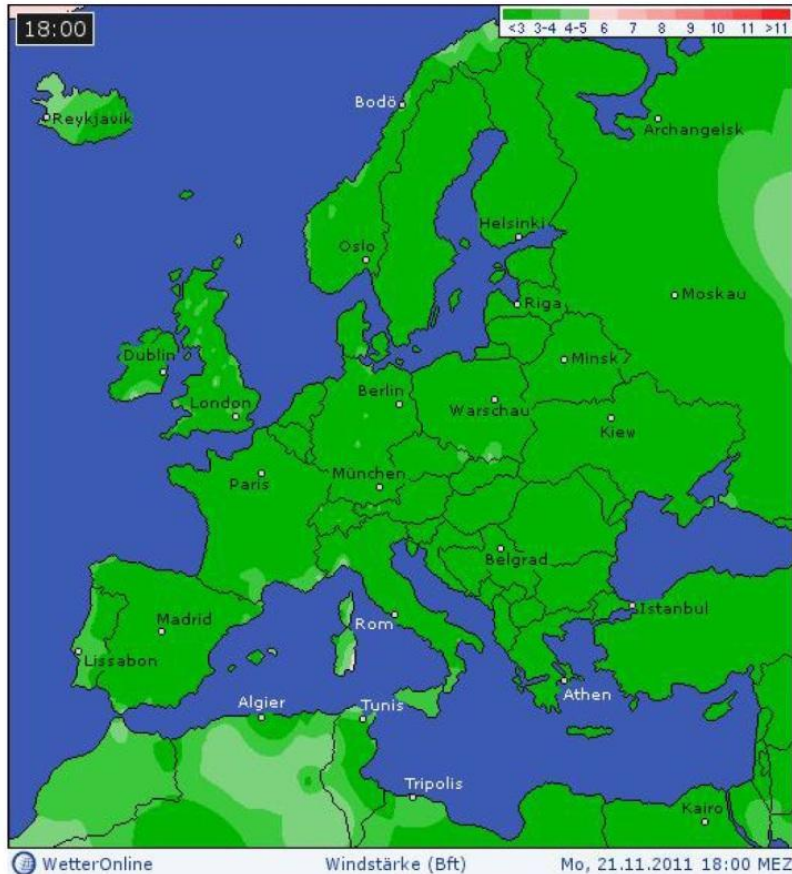 18:00
<3 3-4 4-5 6 7 8 9 10 11 >11
Reykjavik
Bodö
Archangelsk
Helsinki
Oslo
Riga
Moskau
Dublin
Minsk
Berlin
London
Warschau
Kiew
Paris
München
Belgrad
Madrid
Rom
Istanbul
Lissabon
Algier
Tunis
Athen
Tripolis
Kairo
WetterOnline Windstärke (Bft) Mo, 21.11.2011 18:00 MEZ